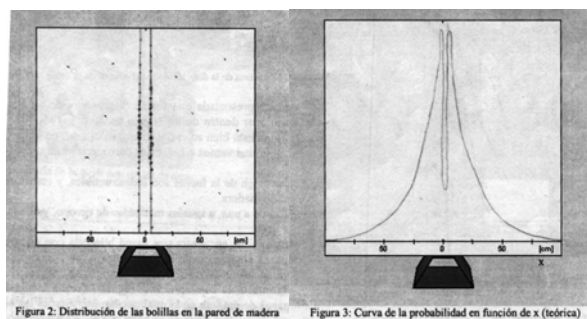 50
0
50
[cm]
Figura 2: Distribución de las bolillas en la pared de madera
50
0
50
[cm]
X
Figura 3: Curva de la probabilidad en función de x (teórica)